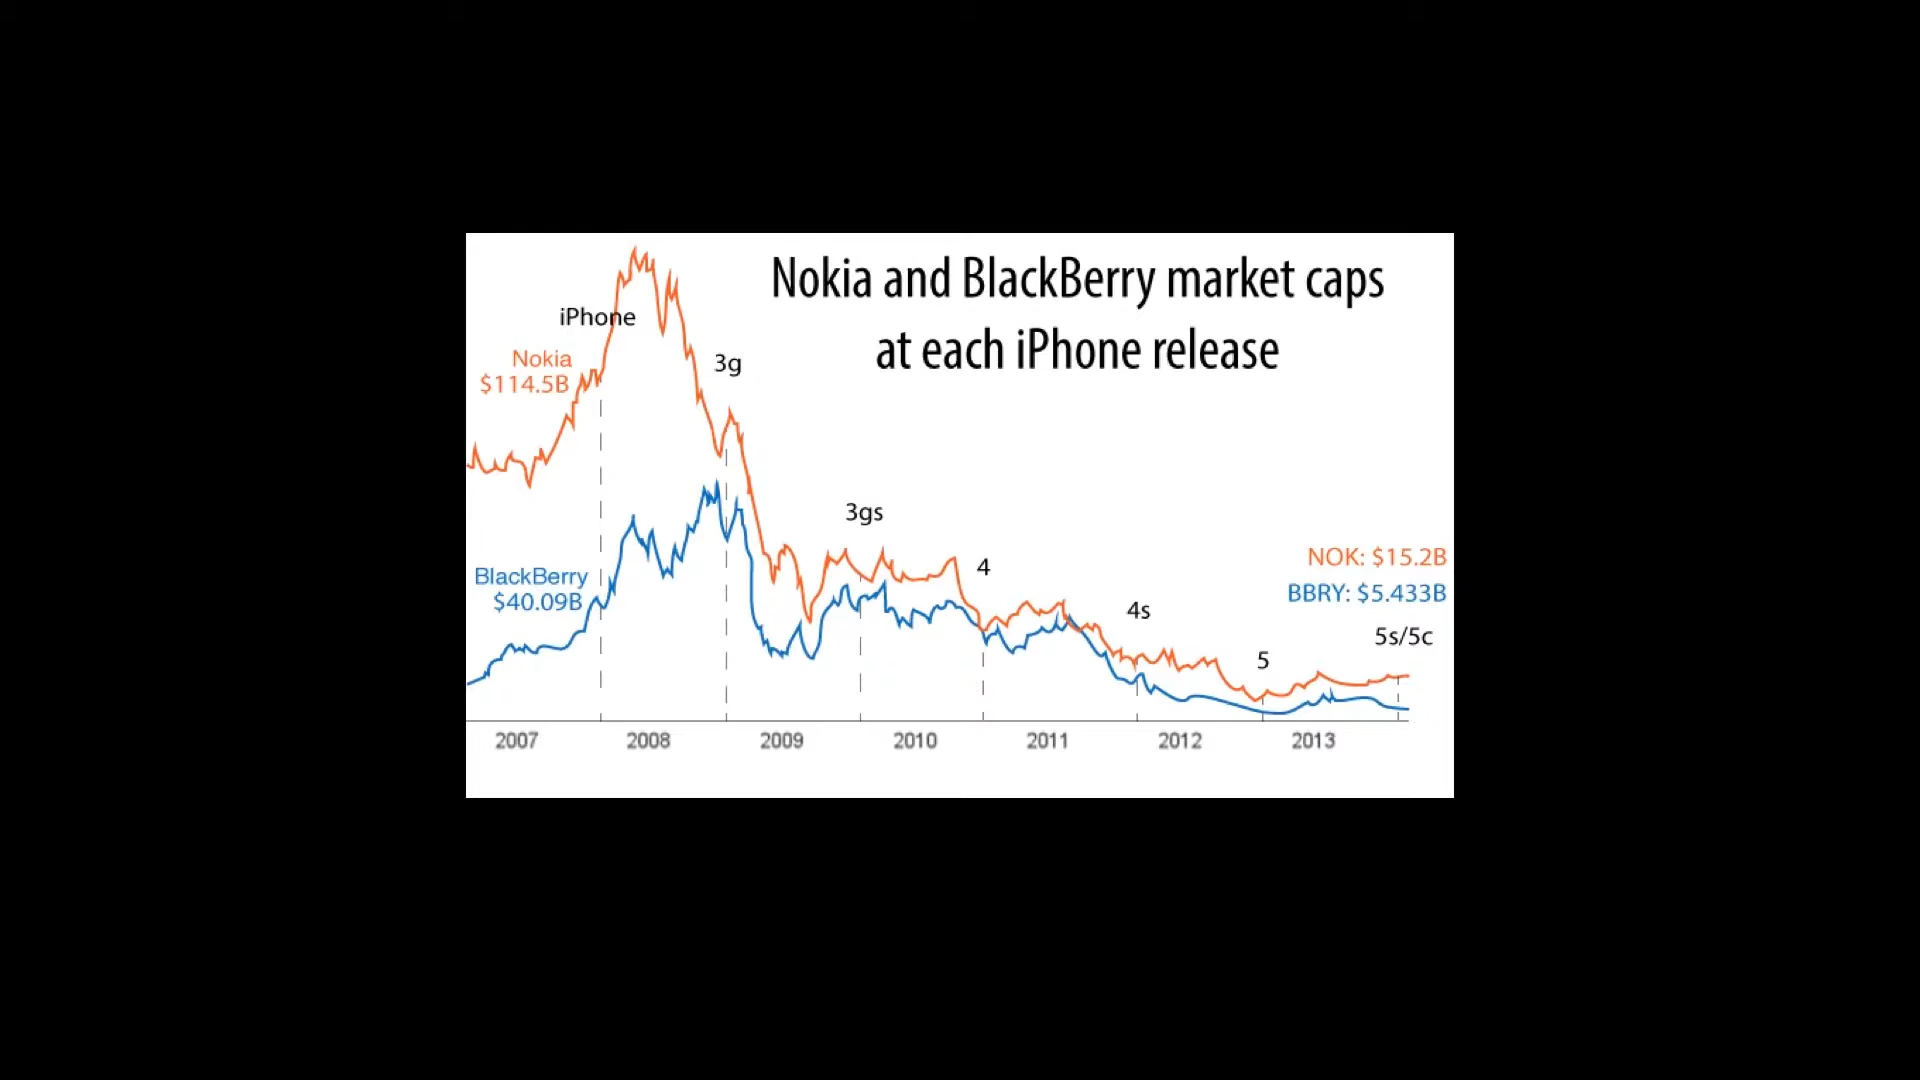 Nokia and BlackBerry market caps
at each iPhone release
iPhone
Nokia
$114.5B
3g
3gs
4
NOK: $15.2B
BlackBerry
$40.09B
BBRY: $5.433B
4s
5s/5c
5
2007 2008 2009 2010 2011 2012 2013